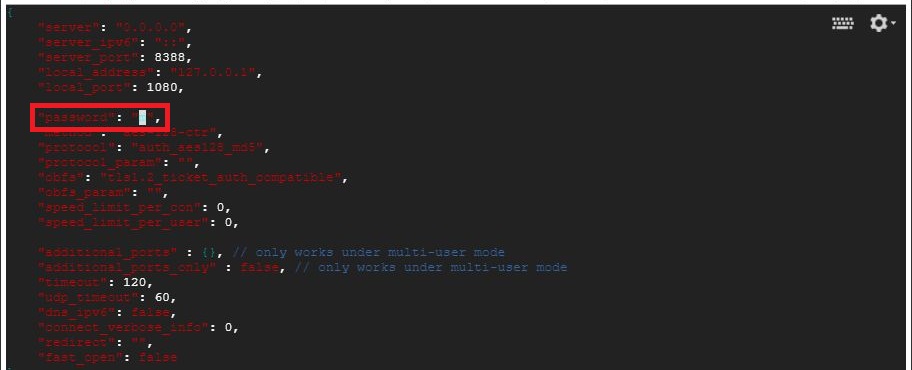 {
"server": "0.0.0.0",
"server_ipv6": "::",
"server_port": 8388,
"local_address": "127.0.0.1",
"local_port": 1080,
"password": "m",
"method": "aes-128-ctr",
"protocol": "auth_aes128_md5",
"protocol_param": "",
"obfs": "tls1.2_ticket_auth_compatible",
"obfs_param": "",
"speed_limit_per_con": 0,
"speed_limit_per_user": 0,
"additional_ports" : {}, // only works under multi-user mode
"additional_ports_only" : false, // only works under multi-user mode
"timeout": 120,
"udp_timeout": 60,
"dns_ipv6": false,
"connect_verbose_info": 0,
"redirect": "",
"fast_open": false